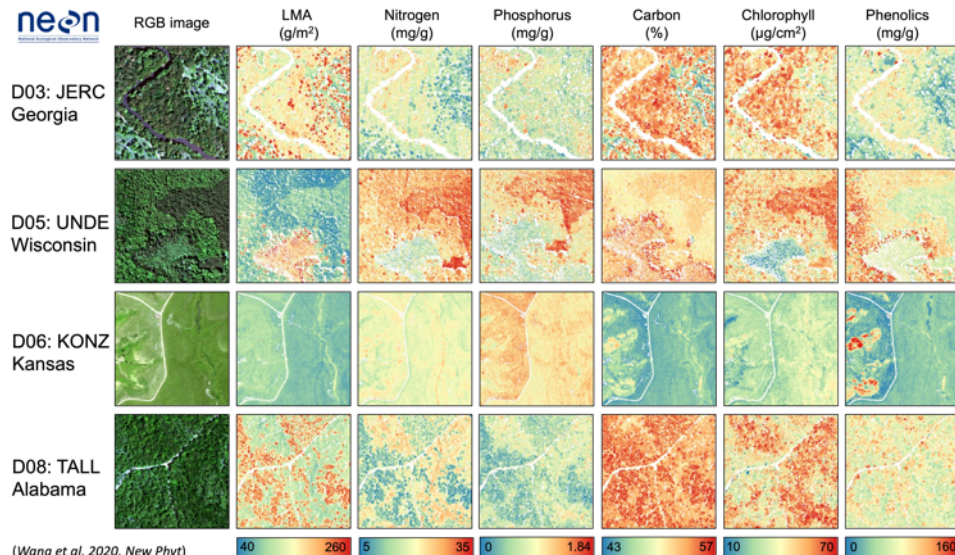 neon
National Ecological Observatory Network
RGB image
LMA
(g/m²)
Nitrogen
(mg/g)
Phosphorus
(mg/g)
Carbon
(%)
Chlorophyll
(µg/cm²)
Phenolics
(mg/g)
D03: JERC
Georgia
D05: UNDE
Wisconsin
D06: KONZ
Kansas
D08: TALL
Alabama
(Wang et al. 2020, New Phyt)
40 260
5 35
0 1.84
43 57
10 70
0 160